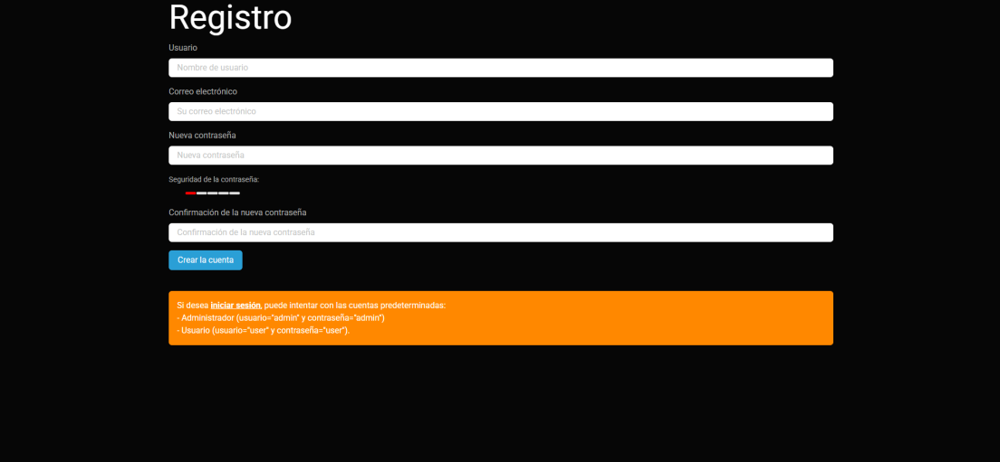 Registro
Usuario
Nombre de usuario
Correo electrónico
Su correo electrónico
Nueva contraseña
Nueva contraseña
Seguridad de la contraseña:
Confirmación de la nueva contraseña
Confirmación de la nueva contraseña
Crear la cuenta
Si desea iniciar sesión, puede intentar con las cuentas predeterminadas:
- Administrador (usuario="admin" y contraseña="admin")
- Usuario (usuario="user" y contraseña="user").